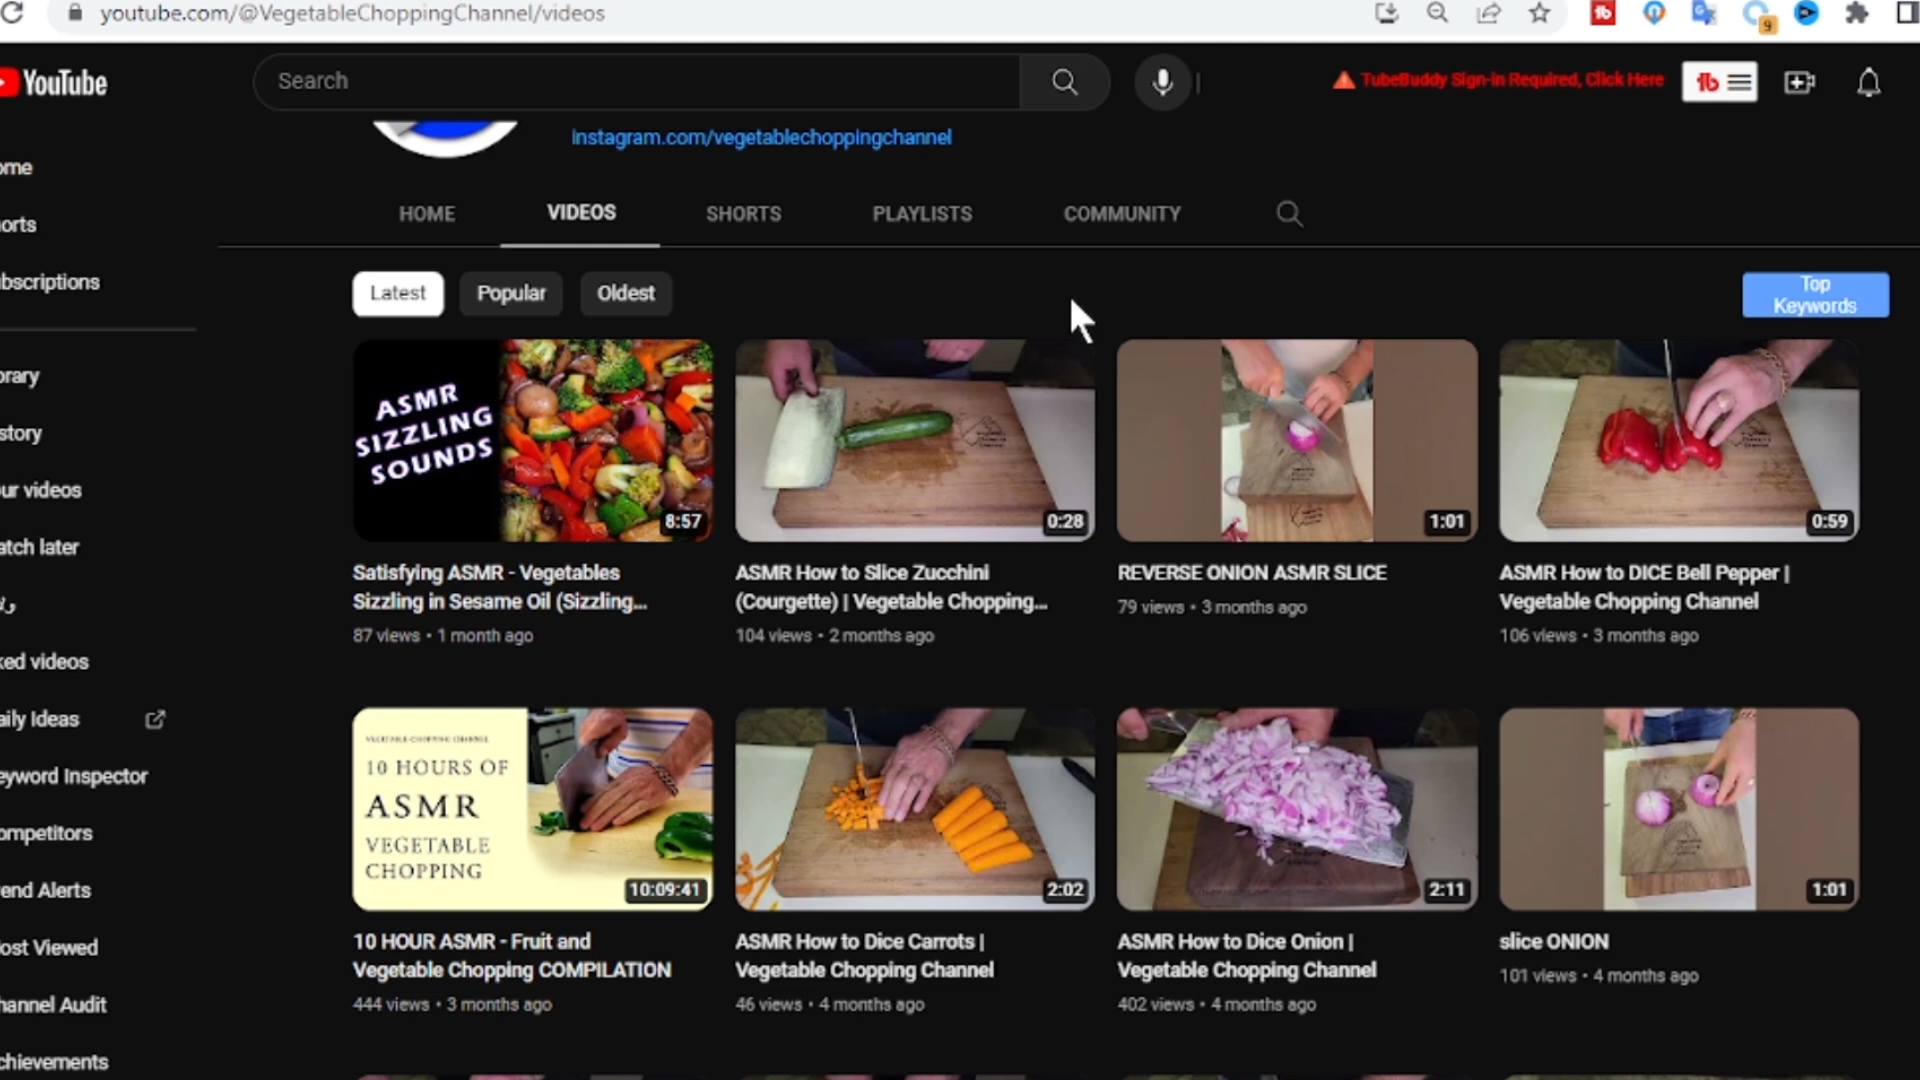 youtube.com/@VegetableChoppingChannel/videos
9
YouTube
Search
TubeBuddy Sign-in Required, Click Here
tb
instagram.com/vegetablechoppingchannel
ome
orts
bscriptions
HOME
VIDEOS
SHORTS
PLAYLISTS
COMMUNITY
Latest
Popular
Oldest
Top
Keywords
brary
story
ur videos
atch later
ked videos
aily Ideas
eyword Inspector
ompetitors
end Alerts
ost Viewed
hannel Audit
chievements
ASMR
SIZZLING
SOUNDS
8:57
0:28
1:01
0:59
Satisfying ASMR - Vegetables
Sizzling in Sesame Oil (Sizzling...
87 views • 1 month ago
ASMR How to Slice Zucchini
(Courgette) | Vegetable Chopping...
104 views • 2 months ago
REVERSE ONION ASMR SLICE
79 views • 3 months ago
ASMR How to DICE Bell Pepper |
Vegetable Chopping Channel
106 views • 3 months ago
VEGETABLE CHOPPING CHANNEL
10 HOURS OF
ASMR
VEGETABLE
CHOPPING
10:09:41
2:02
2:11
1:01
10 HOUR ASMR - Fruit and
Vegetable Chopping COMPILATION
444 views • 3 months ago
ASMR How to Dice Carrots |
Vegetable Chopping Channel
46 views • 4 months ago
ASMR How to Dice Onion |
Vegetable Chopping Channel
402 views • 4 months ago
slice ONION
101 views • 4 months ago